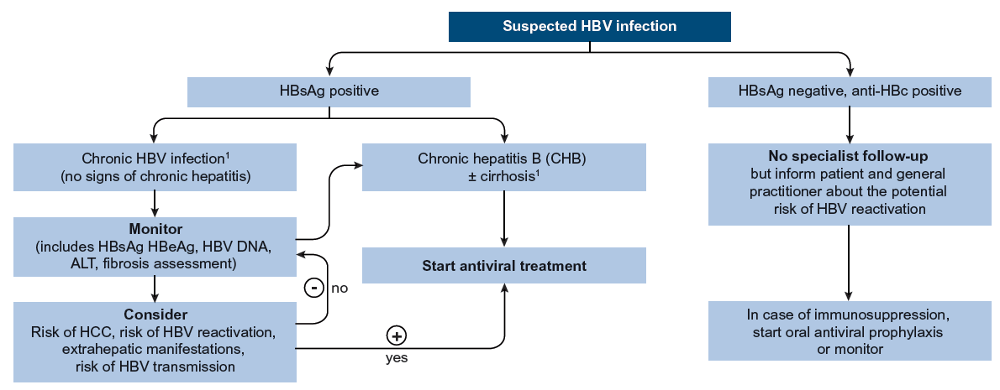 Suspected HBV infection
HBsAg positive
HBsAg negative, anti-HBc positive
Chronic HBV infection¹
(no signs of chronic hepatitis)
Chronic hepatitis B (CHB)
± cirrhosis¹
No specialist follow-up
but inform patient and general
practitioner about the potential
risk of HBV reactivation
Monitor
(includes HBsAg HBeAg, HBV DNA,
ALT, fibrosis assessment)
Start antiviral treatment
- no
Consider
Risk of HCC, risk of HBV reactivation,
extrahepatic manifestations,
risk of HBV transmission
+
yes
In case of immunosuppression,
start oral antiviral prophylaxis
or monitor